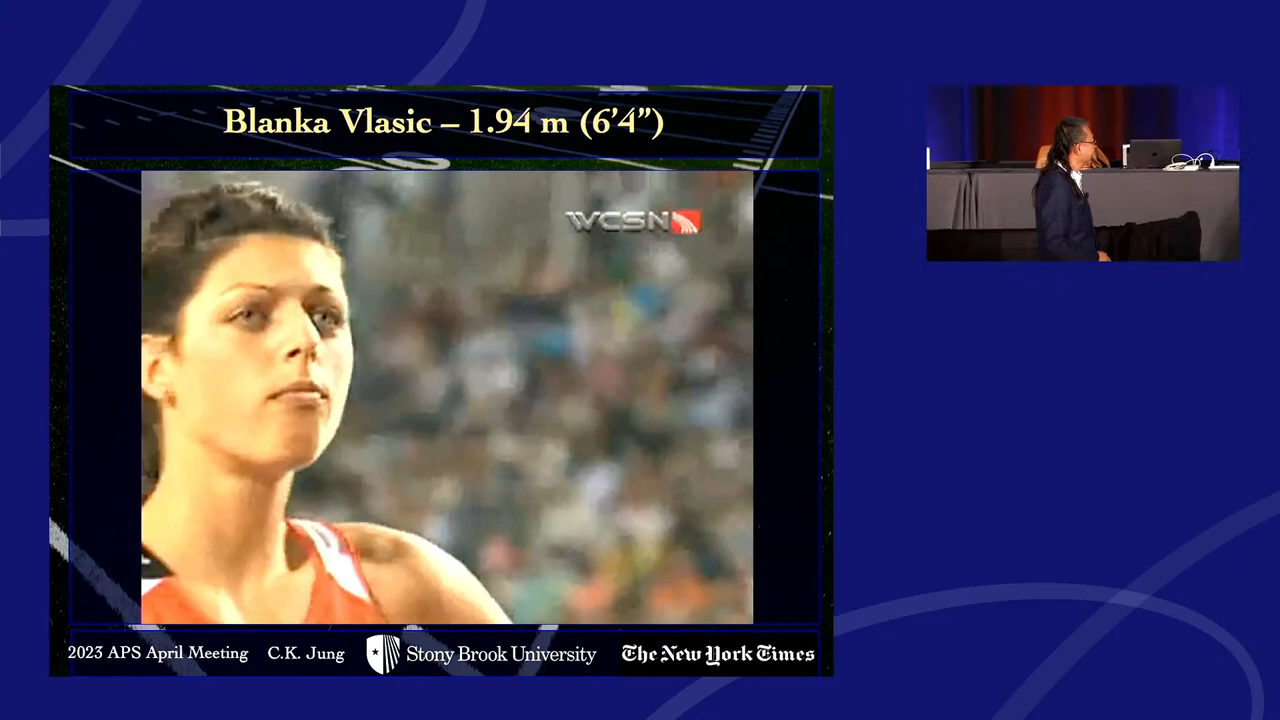 Blanka Vlasic – 1.94 m (6’4”)
WCSN
2023 APS April Meeting C.K. Jung Stony Brook University The New York Times